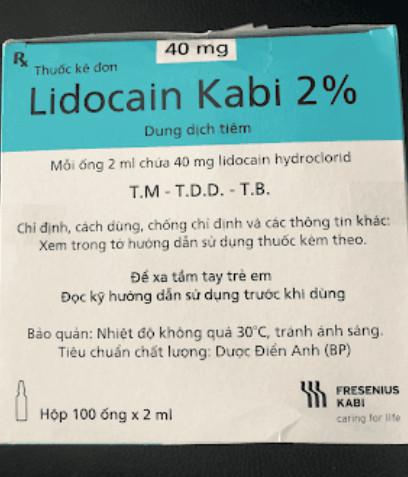 40 mg
Rx Thuốc kê đơn
Lidocain Kabi 2%
Dung dịch tiêm
Mỗi ống 2 ml chứa 40 mg lidocain hydroclorid
T.M - T.D.D. - T.B.
Chỉ định, cách dùng, chống chỉ định và các thông tin khác:
Xem trong tờ hướng dẫn sử dụng thuốc kèm theo.
Để xa tầm tay trẻ em
Đọc kỹ hướng dẫn sử dụng trước khi dùng
Bảo quản: Nhiệt độ không quá 30°C, tránh ánh sáng.
Tiêu chuẩn chất lượng: Dược Điển Anh (BP)
Hộp 100 ống x 2 ml
FRESENIUS
KABI
caring for life